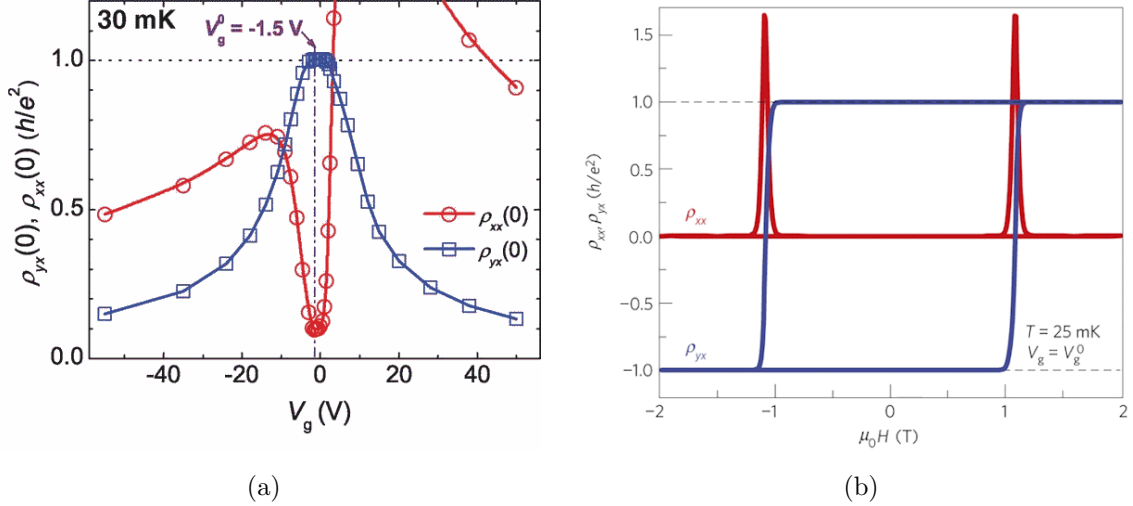 30 mK
V_g^0 = -1.5 V
ρ_yx(0), ρ_xx(0) (h/e²)
1.0
0.5
0.0
ρ_xx(0)
ρ_yx(0)
-40 -20 0 20 40
V_g (V)
(a)
ρ_xx, ρ_yx (h/e²)
1.5
1.0
0.5
0.0
−0.5
−1.0
ρ_xx
ρ_yx
T = 25 mK
V_g = V_g^0
−2 −1 0 1 2
μ₀H (T)
(b)